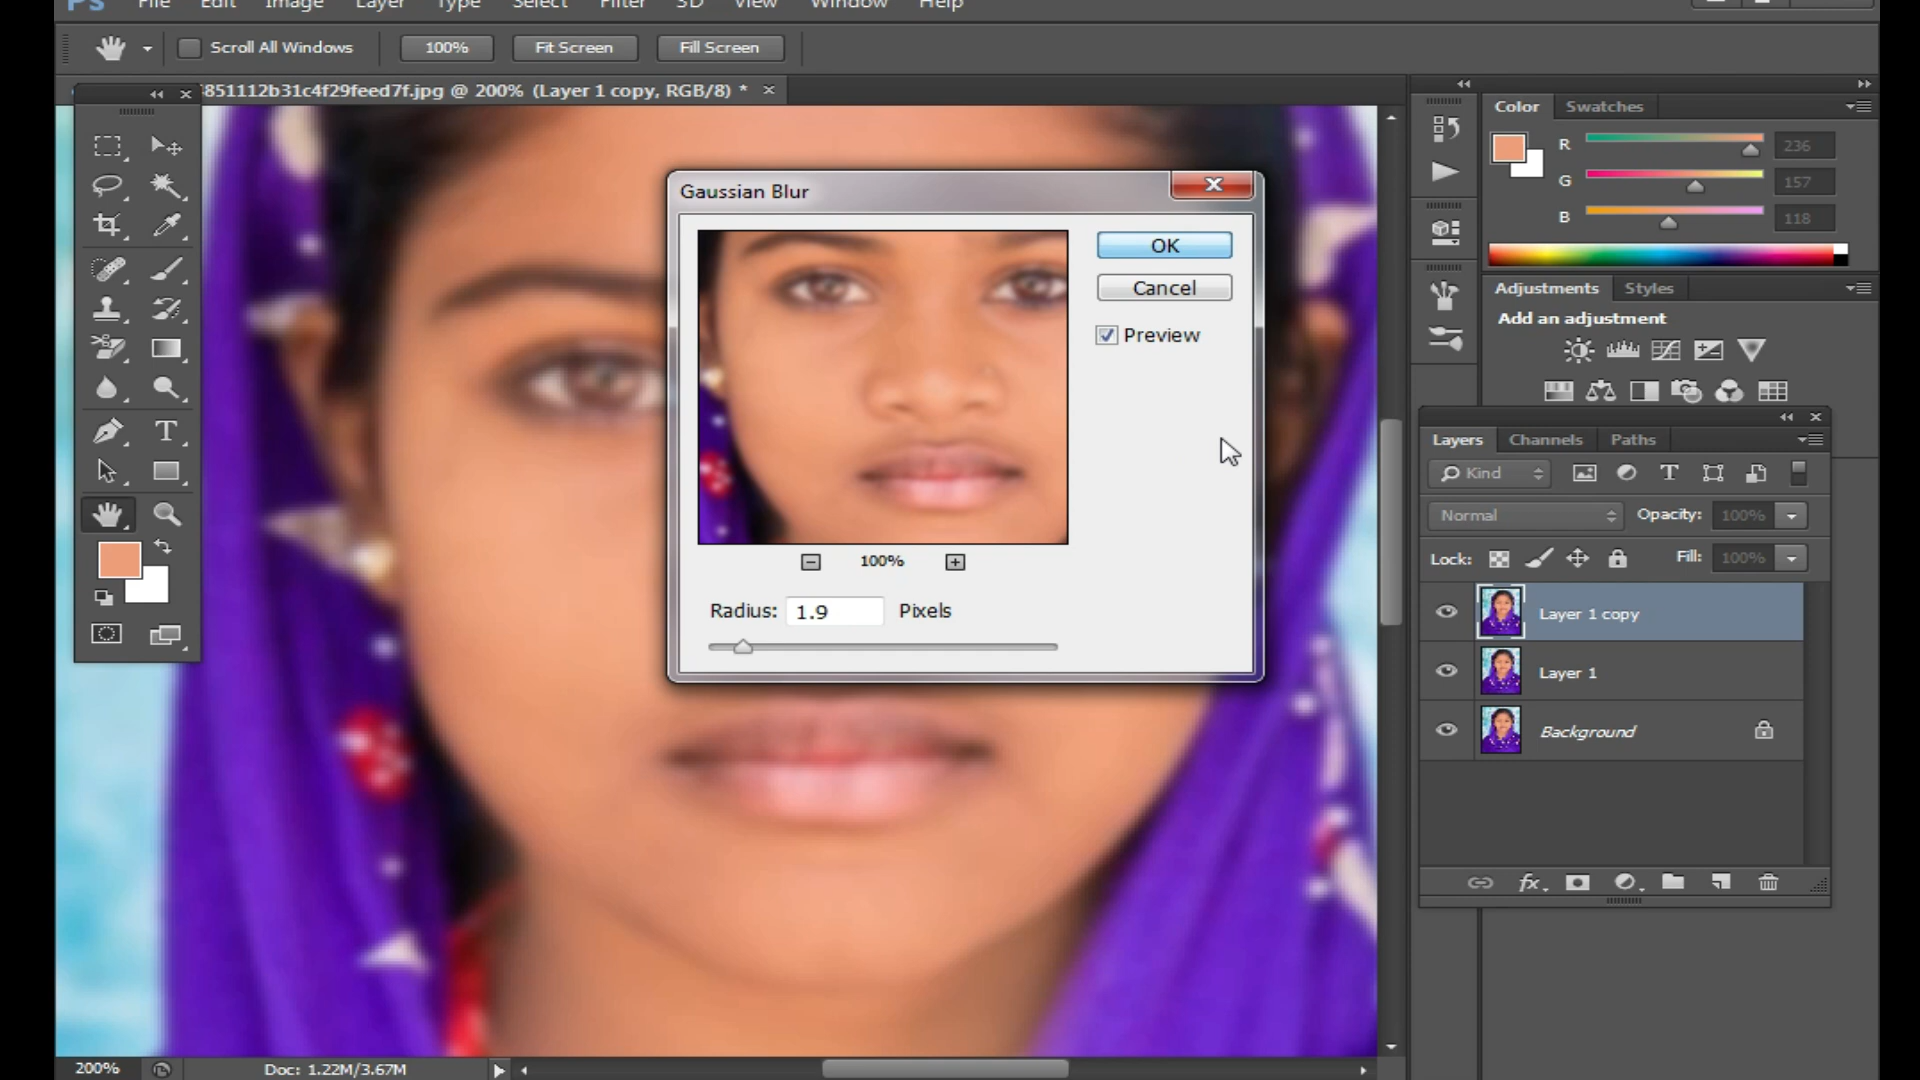 Ps File Edit Image Layer Type Select Filter 3D View Window Help
Scroll All Windows 100% Fit Screen Fill Screen
851112b31c4f29feed7f.jpg @ 200% (Layer 1 copy, RGB/8) *
Gaussian Blur
OK
Cancel
Preview
100%
Radius: 1.9 Pixels
Color Swatches
R 236
G 157
B 118
Adjustments Styles
Add an adjustment
Layers Channels Paths
Kind
Normal Opacity: 100%
Lock: Fill: 100%
Layer 1 copy
Layer 1
Background
200% Doc: 1.22M/3.67M